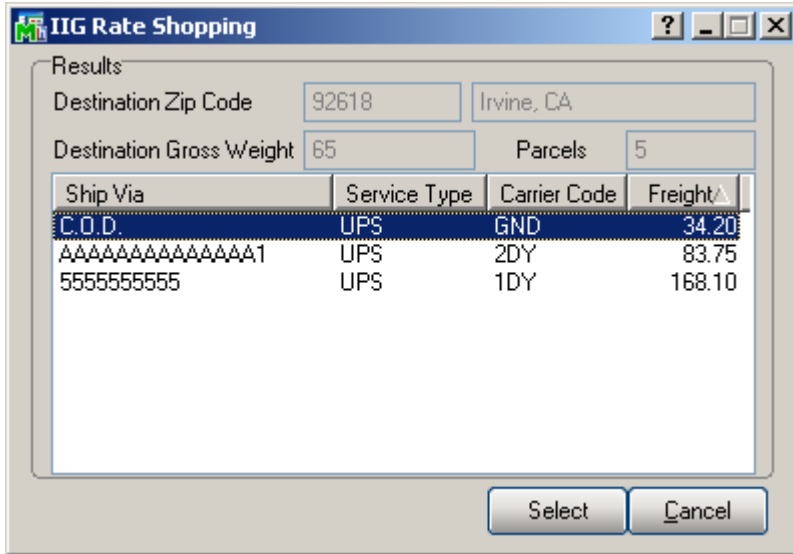 IIG Rate Shopping
Results
Destination Zip Code 92618 Irvine, CA
Destination Gross Weight 65 Parcels 5
Ship Via Service Type Carrier Code Freight
C.O.D. UPS GND 34.20
AAAAAAAAAAAAAA1 UPS 2DY 83.75
5555555555 UPS 1DY 168.10
Select Cancel